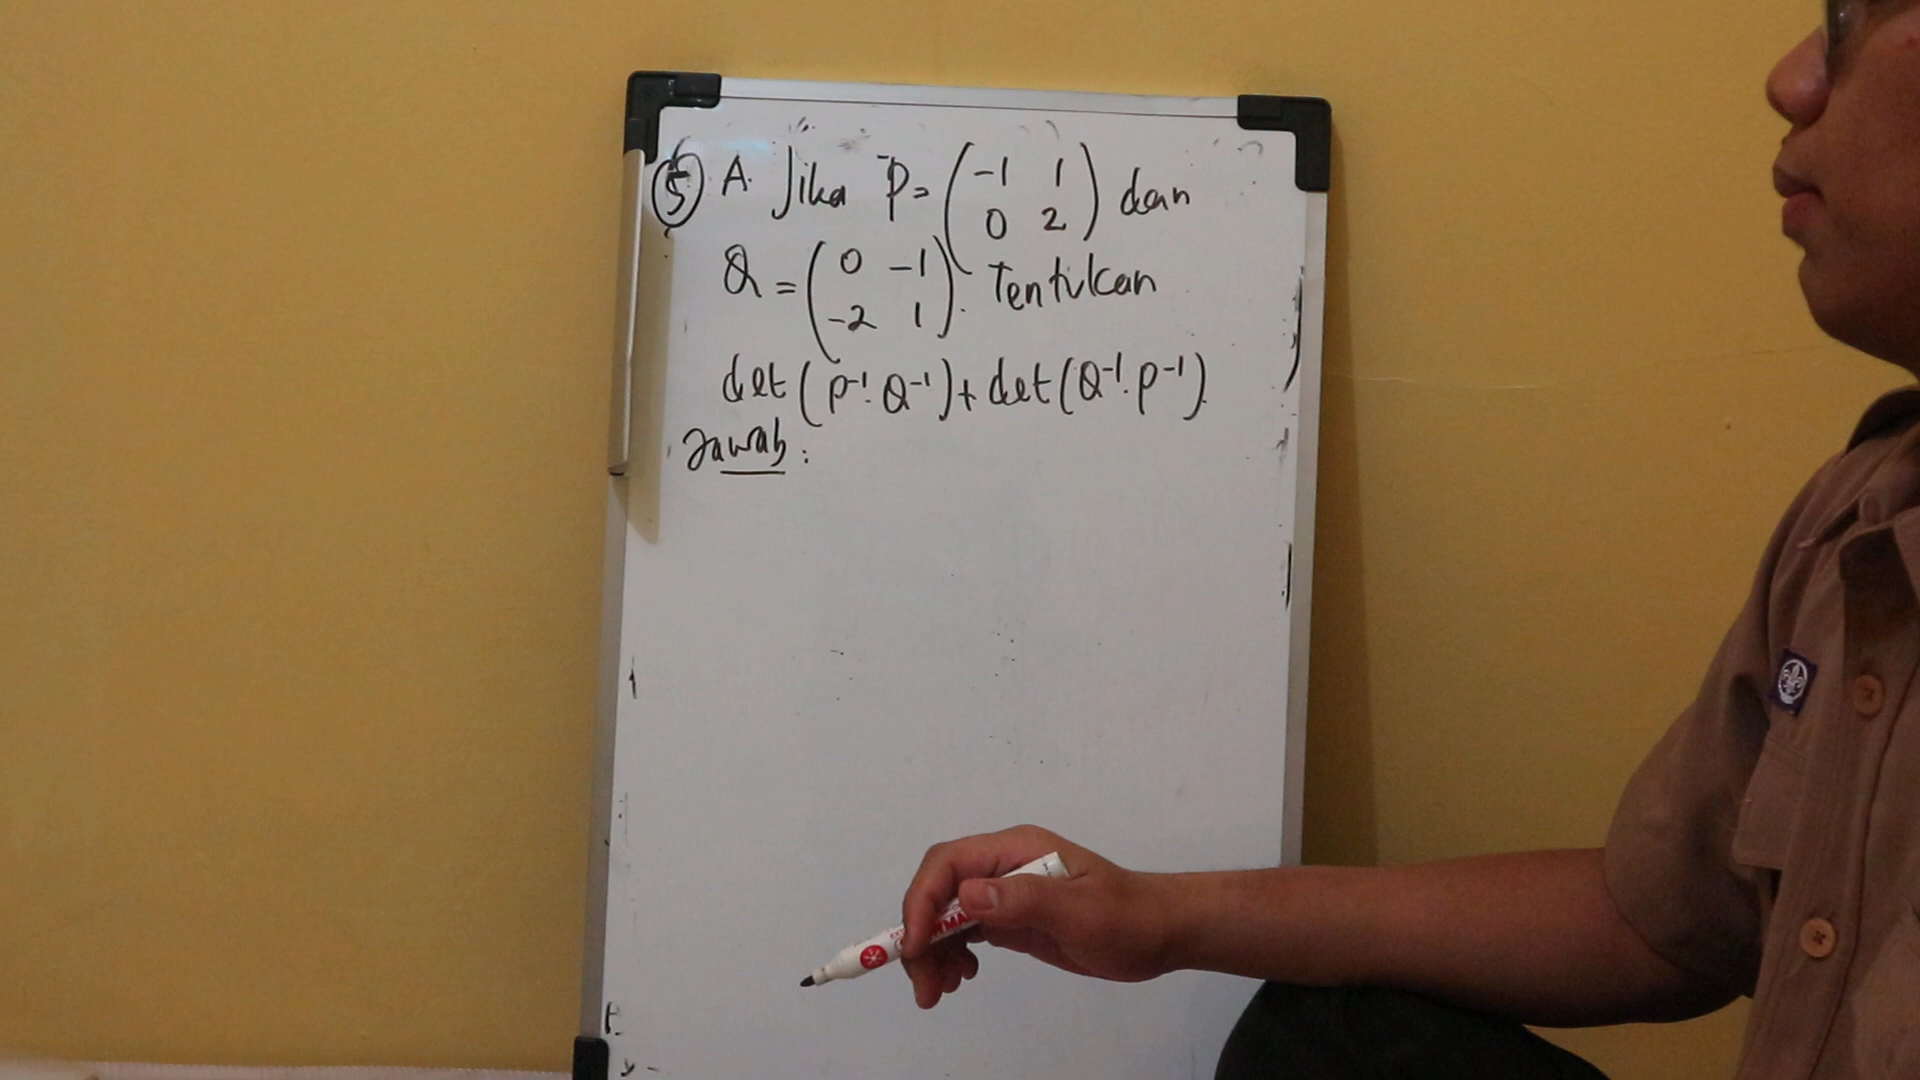 ⑤ A. Jika P = (-1 1
0 2) dan
Q = (0 -1
-2 1). Tentukan
det (P⁻¹. Q⁻¹) + det (Q⁻¹. P⁻¹).
Jawab :